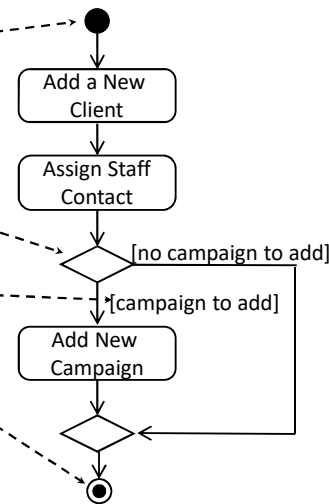 Add a New
Client
Assign Staff
Contact
[no campaign to add]
[campaign to add]
Add New
Campaign